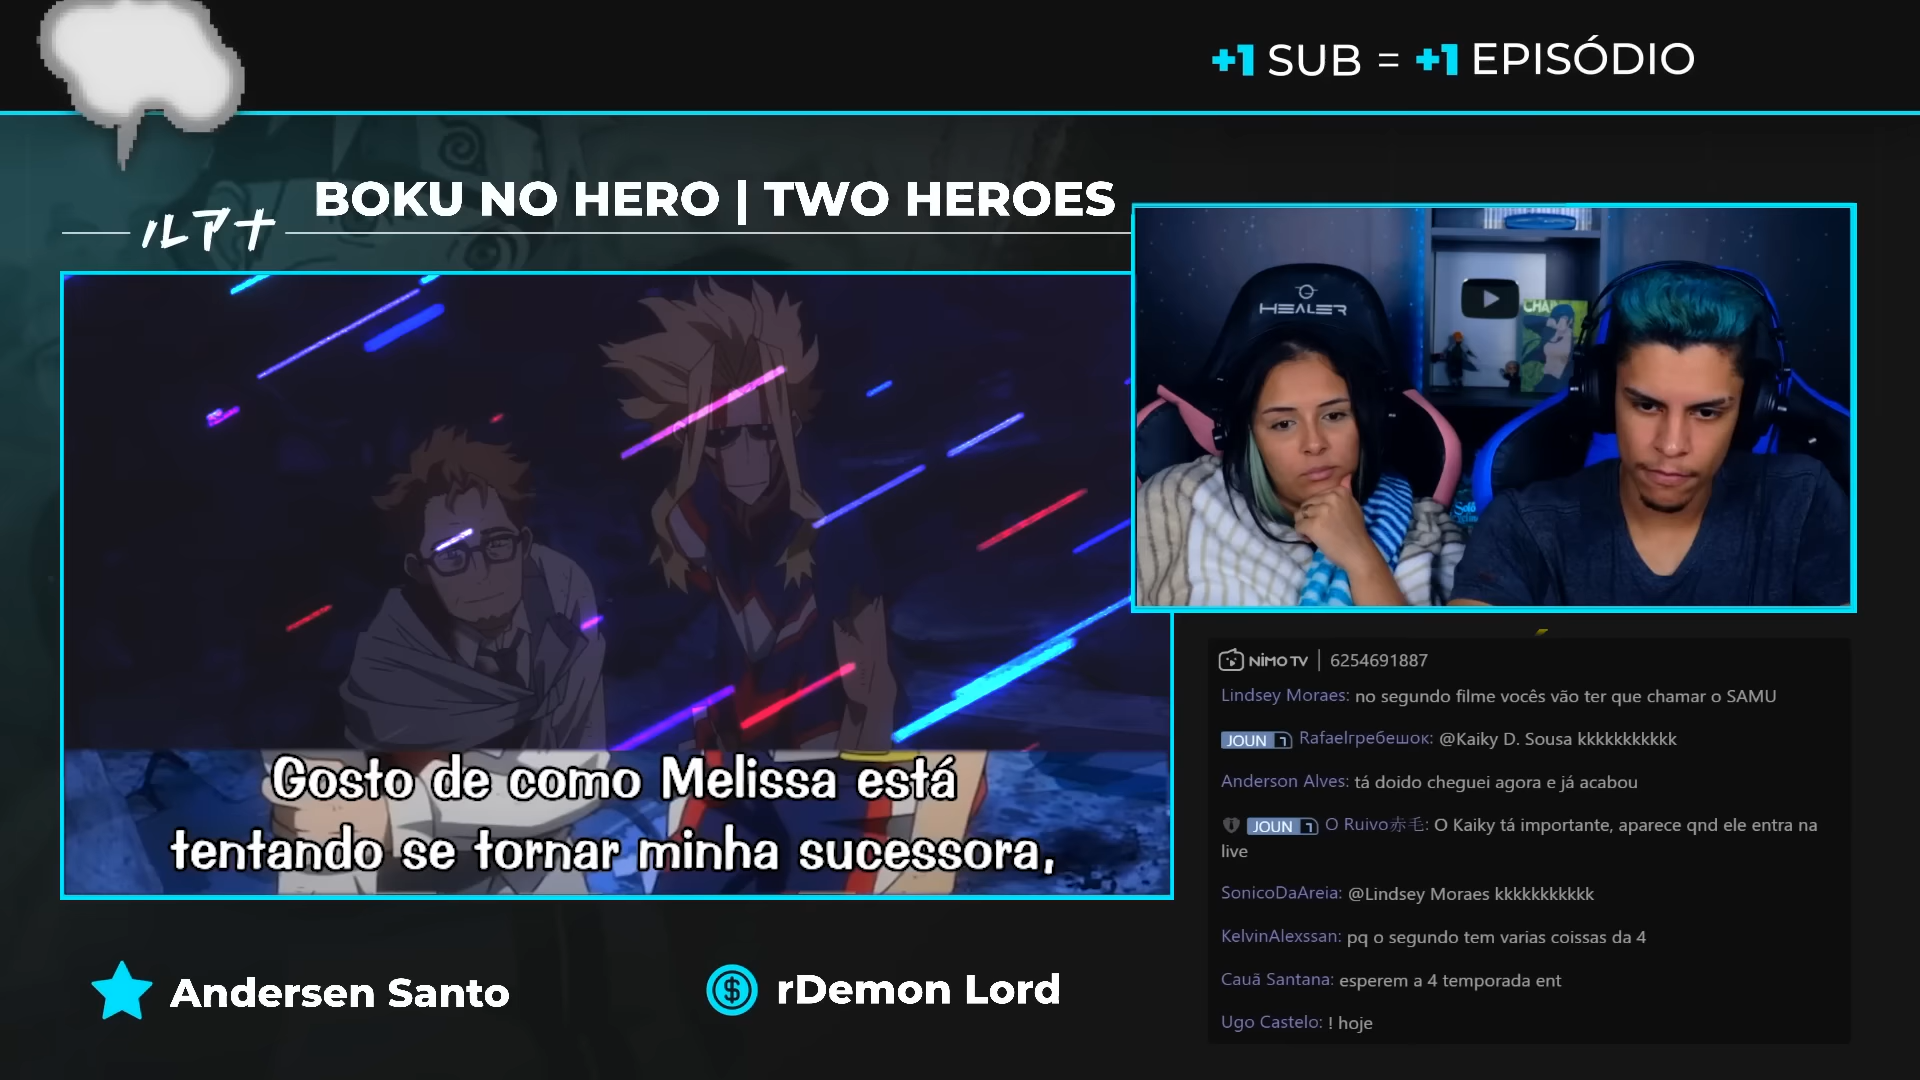 +1 SUB = +1 EPISÓDIO
BOKU NO HERO | TWO HEROES
ルアナ
HEALER
CHA
Gosto de como Melissa está
tentando se tornar minha sucessora,
NIMO TV | 6254691887
Lindsey Moraes: no segundo filme vocês vão ter que chamar o SAMU
JOUN 7 Rafaelгребешок: @Kaiky D. Sousa kkkkkkkkkkk
Anderson Alves: tá doido cheguei agora e já acabou
JOUN 7 O Ruivo赤毛: O Kaiky tá importante, aparece qnd ele entra na
live
SonicoDaAreia: @Lindsey Moraes kkkkkkkkkkk
KelvinAlexssan: pq o segundo tem varias coissas da 4
Cauã Santana: esperem a 4 temporada ent
Ugo Castelo: ! hoje
Andersen Santo
rDemon Lord